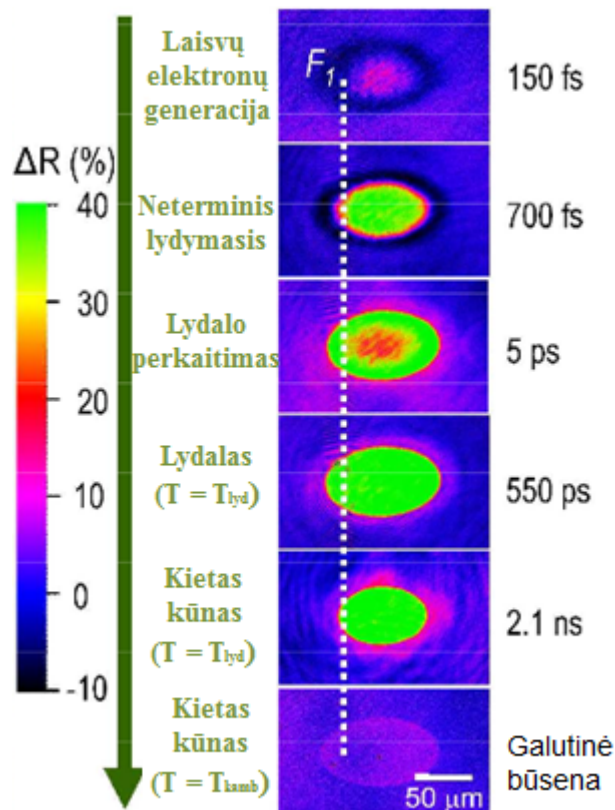 Laisvų
elektronų
generacija
F1
150 fs
ΔR (%)
40
30
20
10
0
-10
Neterminis
lydymasis
700 fs
Lydalo
perkaitimas
5 ps
Lydalas
(T = Tlyd)
550 ps
Kietas
kūnas
(T = Tlyd)
2.1 ns
Kietas
kūnas
(T = Tkamb)
50 µm
Galutinė
būsena